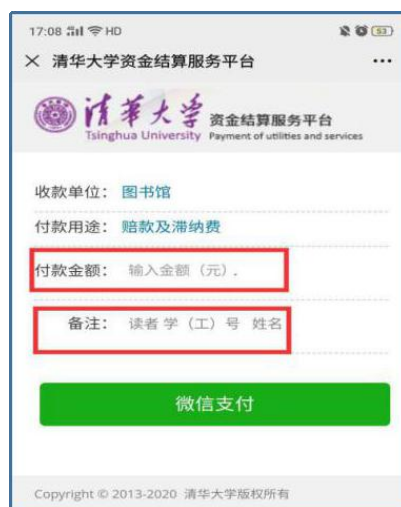 17:08 HD 53
× 清华大学资金结算服务平台 ...
清华大学 资金结算服务平台
Tsinghua University Payment of utilities and services
收款单位： 图书馆
付款用途： 赔款及滞纳费
付款金额： 输入金额（元）.
备注： 读者 学（工）号 姓名
微信支付
Copyright © 2013-2020 清华大学版权所有